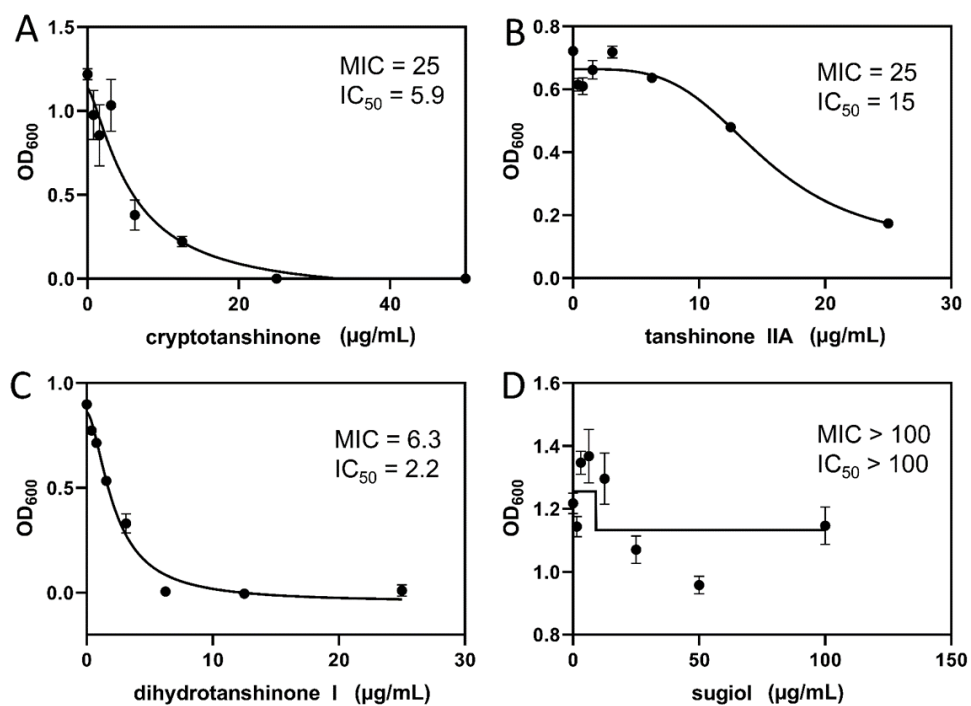 A
MIC = 25
IC50 = 5.9
OD600
1.5
1.0
0.5
0.0
0
20
40
cryptotanshinone (µg/mL)
B
MIC = 25
IC50 = 15
OD600
0.8
0.6
0.4
0.2
0.0
0
10
20
30
tanshinone IIA (µg/mL)
C
MIC = 6.3
IC50 = 2.2
OD600
1.0
0.5
0.0
0
10
20
30
dihydrotanshinone I (µg/mL)
D
MIC > 100
IC50 > 100
OD600
1.6
1.4
1.2
1.0
0.8
0
50
100
150
sugiol (µg/mL)